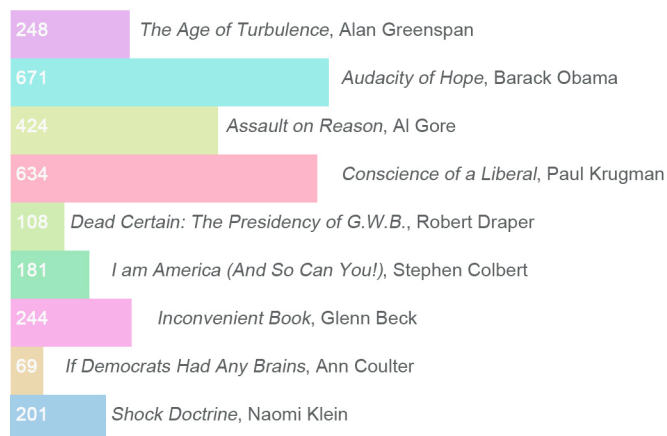 248 The Age of Turbulence, Alan Greenspan
671 Audacity of Hope, Barack Obama
424 Assault on Reason, Al Gore
634 Conscience of a Liberal, Paul Krugman
108 Dead Certain: The Presidency of G.W.B., Robert Draper
181 I am America (And So Can You!), Stephen Colbert
244 Inconvenient Book, Glenn Beck
69 If Democrats Had Any Brains, Ann Coulter
201 Shock Doctrine, Naomi Klein